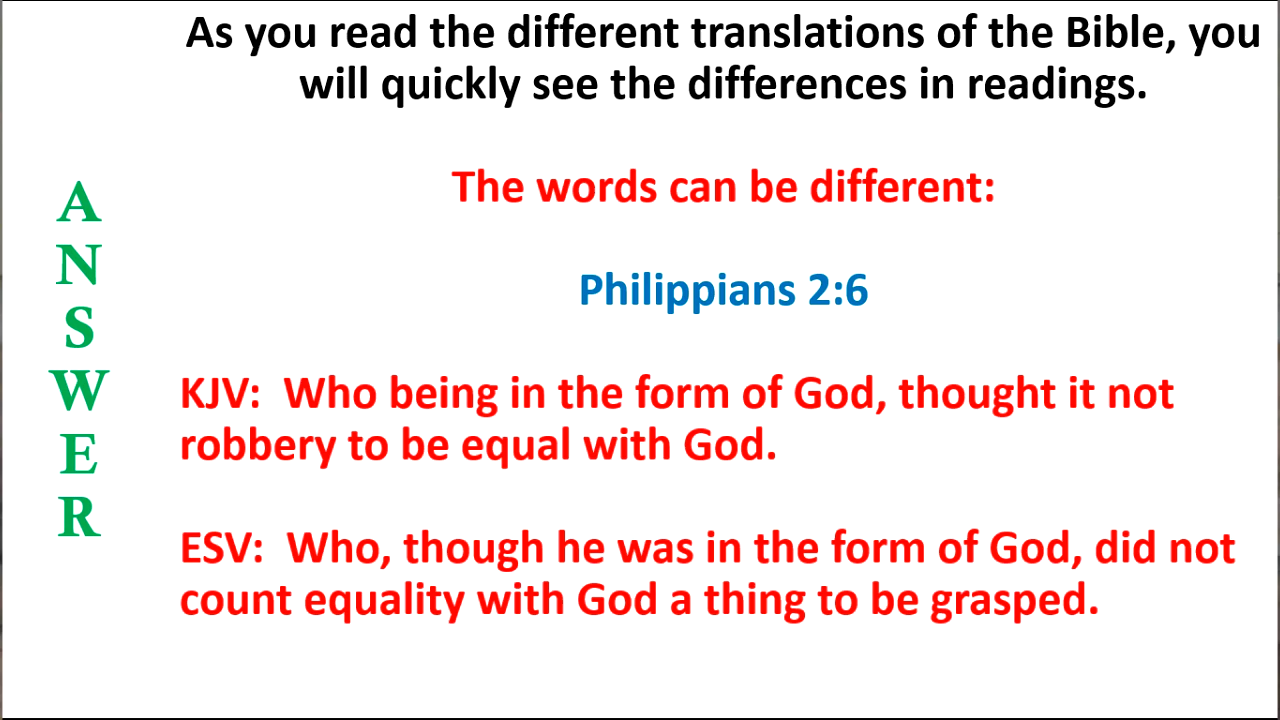 As you read the different translations of the Bible, you
will quickly see the differences in readings.
The words can be different:
Philippians 2:6
KJV:  Who being in the form of God, thought it not
robbery to be equal with God.
ESV:  Who, though he was in the form of God, did not
count equality with God a thing to be grasped.
A
N
S
W
E
R